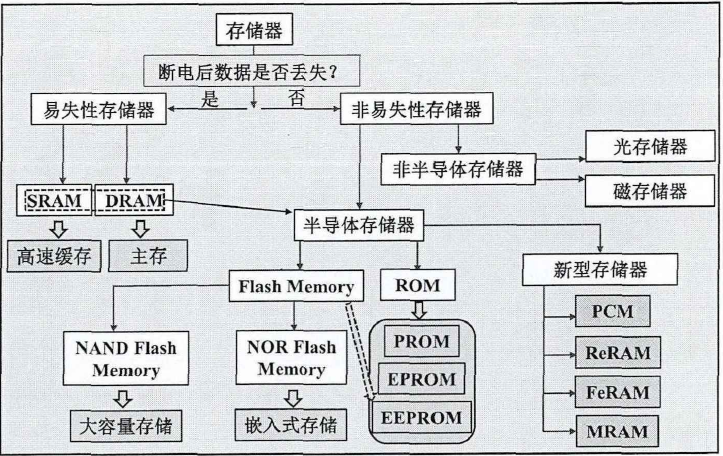 存储器
断电后数据是否丢失?
是
否
易失性存储器
非易失性存储器
光存储器
非半导体存储器
磁存储器
SRAM
DRAM
半导体存储器
高速缓存
主存
新型存储器
Flash Memory
ROM
PCM
NAND Flash
Memory
NOR Flash
Memory
PROM
ReRAM
EPROM
FeRAM
EEPROM
大容量存储
嵌入式存储
MRAM